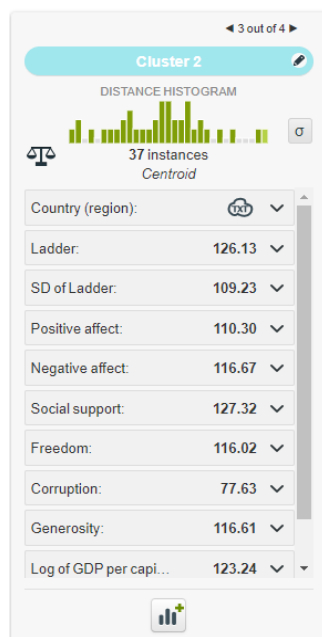 ◄ 3 out of 4 ►
Cluster 2
DISTANCE HISTOGRAM
σ
37 instances
Centroid
Country (region): TXT
Ladder: 126.13
SD of Ladder: 109.23
Positive affect: 110.30
Negative affect: 116.67
Social support: 127.32
Freedom: 116.02
Corruption: 77.63
Generosity: 116.61
Log of GDP per capi... 123.24